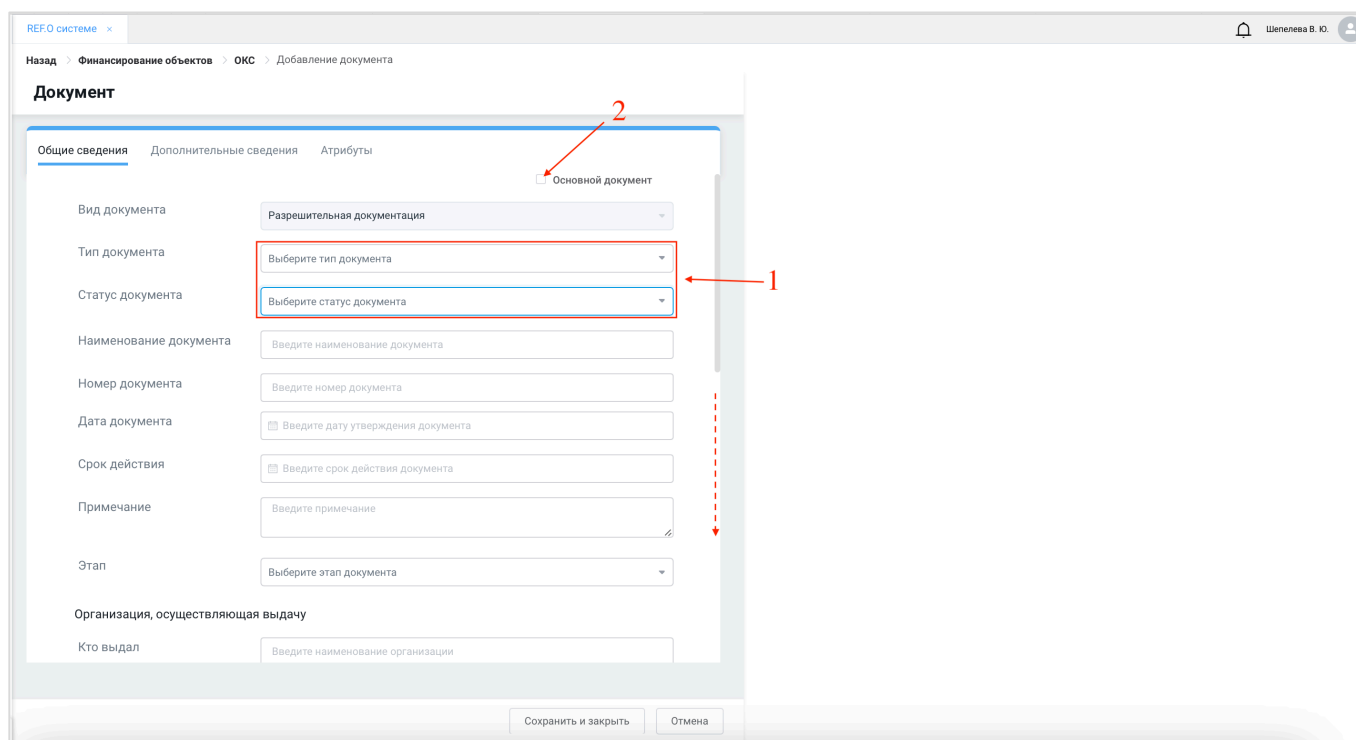 REF.О системе ×
Шепелева В. Ю.
Назад > Финансирование объектов > ОКС > Добавление документа
Документ
2
Общие сведения Дополнительные сведения Атрибуты
Основной документ
Вид документа Разрешительная документация
Тип документа Выберите тип документа
1
Статус документа Выберите статус документа
Наименование документа Введите наименование документа
Номер документа Введите номер документа
Дата документа Введите дату утверждения документа
Срок действия Введите срок действия документа
Примечание Введите примечание
Этап Выберите этап документа
Организация, осуществляющая выдачу
Кто выдал Введите наименование организации
Сохранить и закрыть Отмена